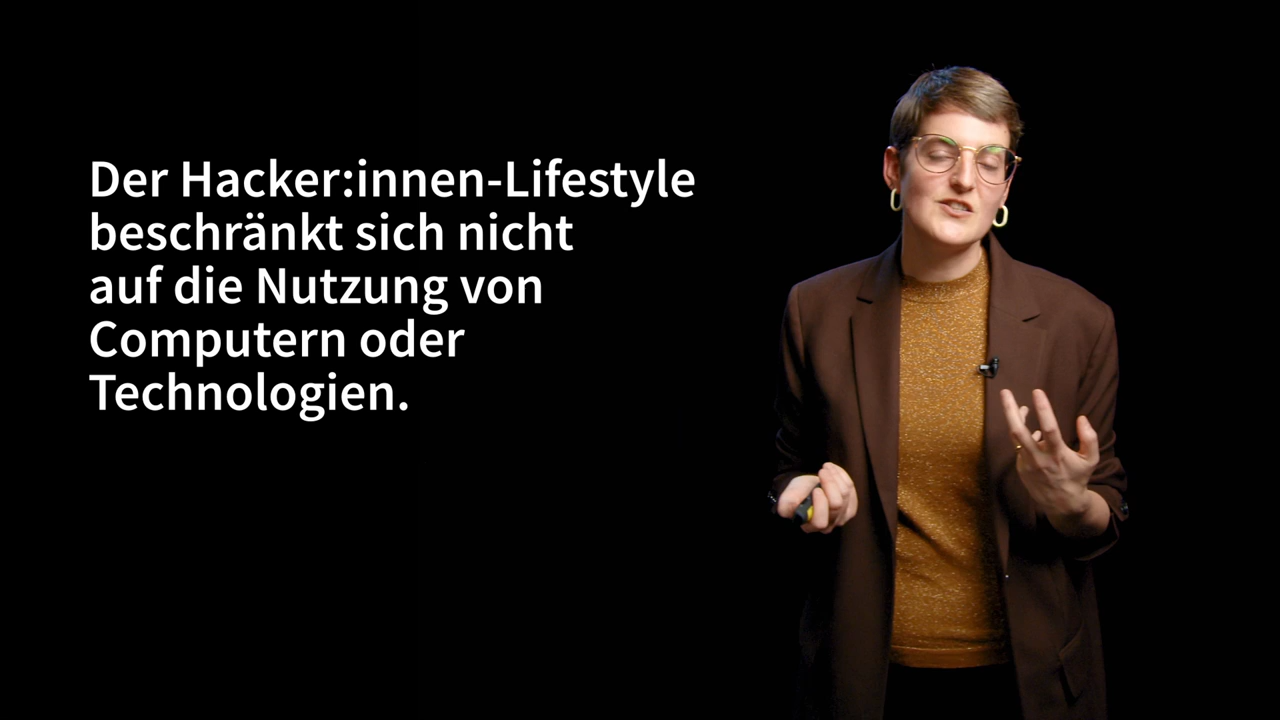 Der Hacker:innen-Lifestyle
beschränkt sich nicht
auf die Nutzung von
Computern oder
Technologien.